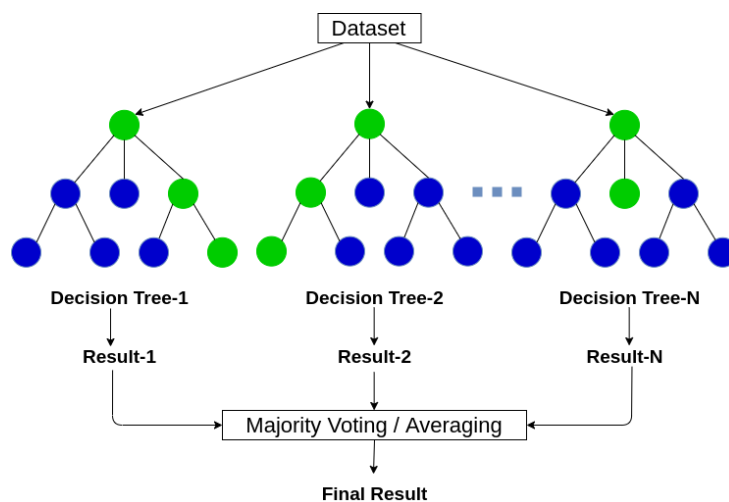 Dataset
Decision Tree-1
Decision Tree-2
Decision Tree-N
Result-1
Result-2
Result-N
Majority Voting / Averaging
Final Result